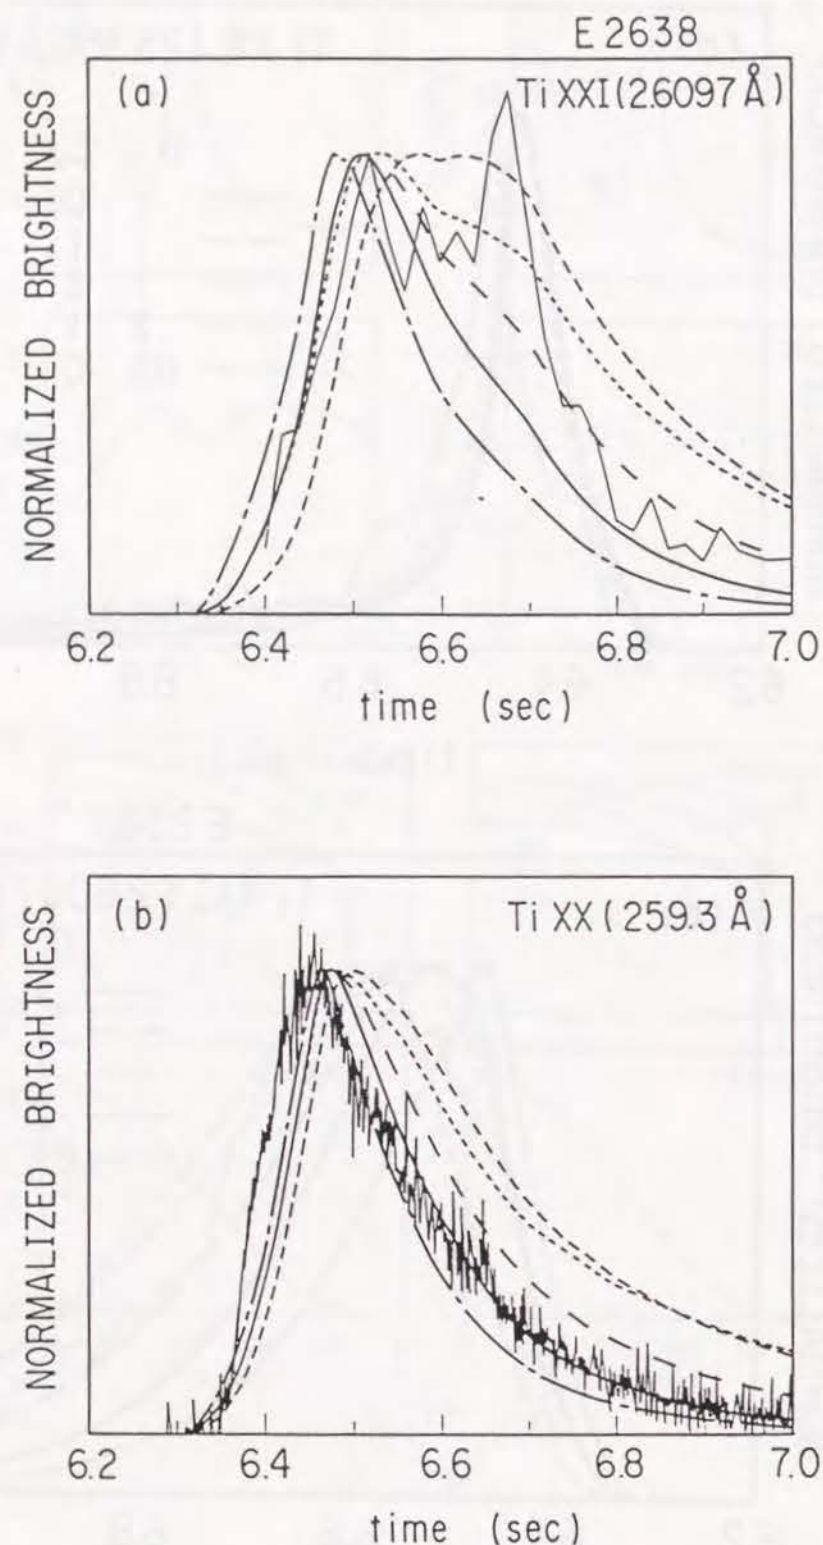 E 2638
(a)
Ti XXI (2.6097 Å)
NORMALIZED BRIGHTNESS
6.2 6.4 6.6 6.8 7.0
time (sec)
(b)
Ti XX (259.3 Å)
NORMALIZED BRIGHTNESS
6.2 6.4 6.6 6.8 7.0
time (sec)